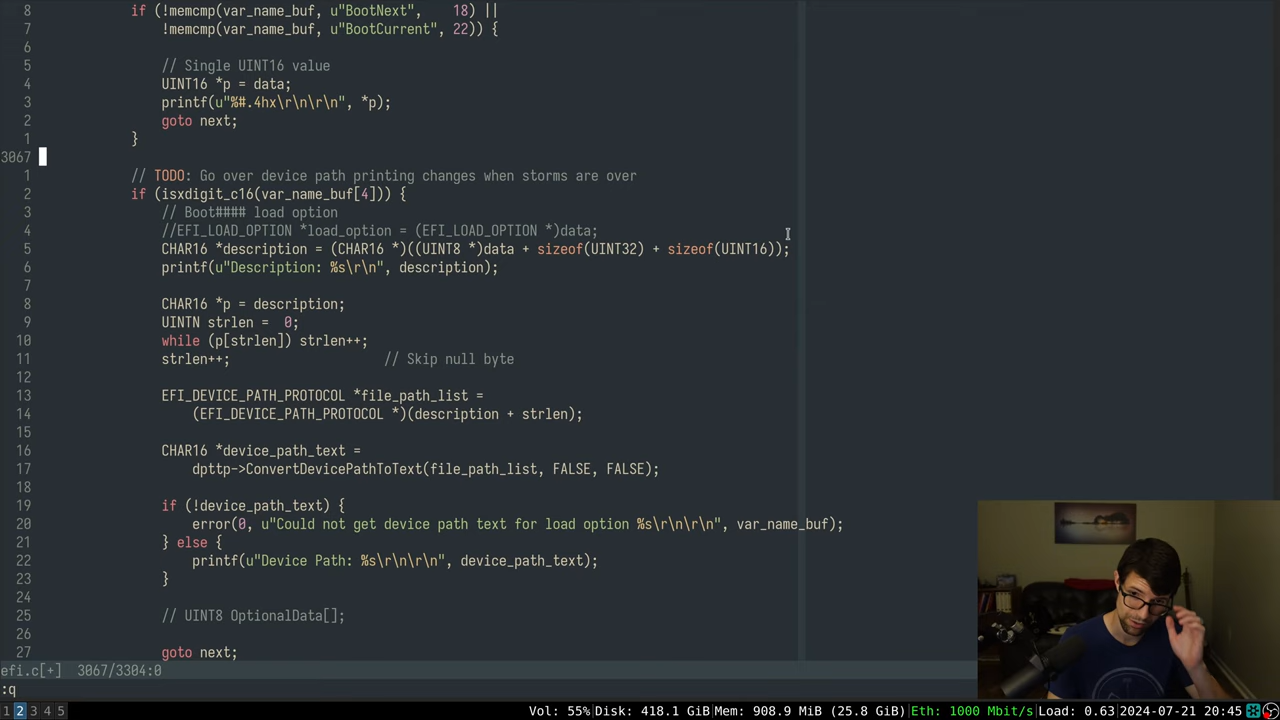 8 if (!memcmp(var_name_buf, u"BootNext", 18) ||
7 !memcmp(var_name_buf, u"BootCurrent", 22)) {
6
5 // Single UINT16 value
4 UINT16 *p = data;
3 printf(u"%#.4hx\r\n\r\n", *p);
2 goto next;
1 }
3067
1 // TODO: Go over device path printing changes when storms are over
2 if (isxdigit_c16(var_name_buf[4])) {
3 // Boot#### load option
4 //EFI_LOAD_OPTION *load_option = (EFI_LOAD_OPTION *)data;
5 CHAR16 *description = (CHAR16 *)((UINT8 *)data + sizeof(UINT32) + sizeof(UINT16));
6 printf(u"Description: %s\r\n", description);
7
8 CHAR16 *p = description;
9 UINTN strlen = 0;
10 while (p[strlen]) strlen++;
11 strlen++; // Skip null byte
12
13 EFI_DEVICE_PATH_PROTOCOL *file_path_list =
14 (EFI_DEVICE_PATH_PROTOCOL *)(description + strlen);
15
16 CHAR16 *device_path_text =
17 dpttp->ConvertDevicePathToText(file_path_list, FALSE, FALSE);
18
19 if (!device_path_text) {
20 error(0, u"Could not get device path text for load option %s\r\n\r\n", var_name_buf);
21 } else {
22 printf(u"Device Path: %s\r\n\r\n", device_path_text);
23 }
24
25 // UINT8 OptionalData[];
26
27 goto next;
efi.c[+] 3067/3304:0
:q
1 2 3 4 5 Vol: 55%|Disk: 418.1 GiB|Mem: 908.9 MiB (25.8 GiB)|Eth: 1000 Mbit/s|Load: 0.63|2024-07-21 20:45